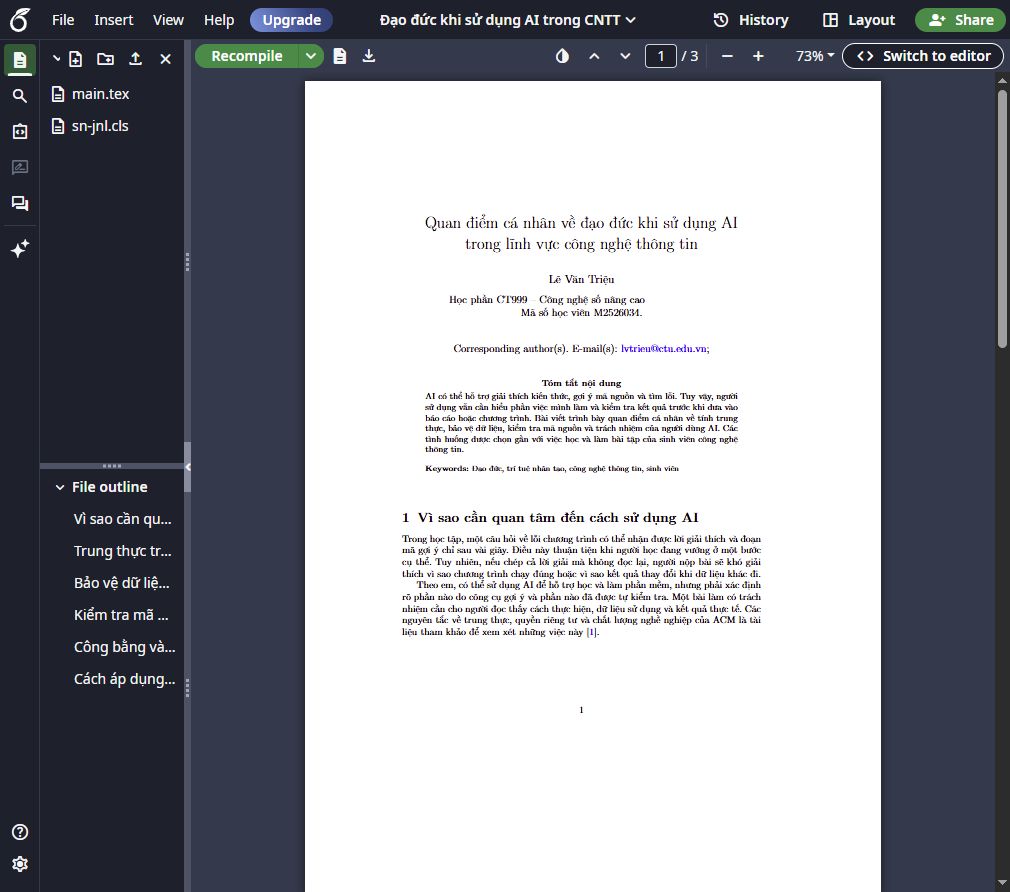 File Insert View Help Upgrade Đạo đức khi sử dụng AI trong CNTT History Layout Share
Recompile 1 / 3 73% Switch to editor
main.tex
sn-jnl.cls
File outline
Vì sao cần qu...
Trung thực tr...
Bảo vệ dữ liệ...
Kiểm tra mã ...
Công bằng và...
Cách áp dụng...
Quan điểm cá nhân về đạo đức khi sử dụng AI
trong lĩnh vực công nghệ thông tin
Lê Văn Triệu
Học phần CT999 – Công nghệ số nâng cao
Mã số học viên M2526034.
Corresponding author(s). E-mail(s): lvtrieu@ctu.edu.vn;
Tóm tắt nội dung
AI có thể hỗ trợ giải thích kiến thức, gợi ý mã nguồn và tìm lỗi. Tuy vậy, người
sử dụng vẫn cần hiểu phần việc mình làm và kiểm tra kết quả trước khi đưa vào
báo cáo hoặc chương trình. Bài viết trình bày quan điểm cá nhân về tính trung
thực, bảo vệ dữ liệu, kiểm tra mã nguồn và trách nhiệm của người dùng AI. Các
tình huống được chọn gắn với việc học và làm bài tập của sinh viên công nghệ
thông tin.
Keywords: Đạo đức, trí tuệ nhân tạo, công nghệ thông tin, sinh viên
1 Vì sao cần quan tâm đến cách sử dụng AI
Trong học tập, một câu hỏi về lỗi chương trình có thể nhận được lời giải thích và đoạn
mã gợi ý chỉ sau vài giây. Điều này thuận tiện khi người học đang vướng ở một bước
cụ thể. Tuy nhiên, nếu chép cả lời giải mà không đọc lại, người nộp bài sẽ khó giải
thích vì sao chương trình chạy đúng hoặc vì sao kết quả thay đổi khi dữ liệu khác đi.
Theo em, có thể sử dụng AI để hỗ trợ học và làm phần mềm, nhưng phải xác định
rõ phần nào do công cụ gợi ý và phần nào đã được tự kiểm tra. Một bài làm có trách
nhiệm cần cho người đọc thấy cách thực hiện, dữ liệu sử dụng và kết quả thực tế. Các
nguyên tắc về trung thực, quyền riêng tư và chất lượng nghề nghiệp của ACM là tài
liệu tham khảo để xem xét những việc này [1].
1